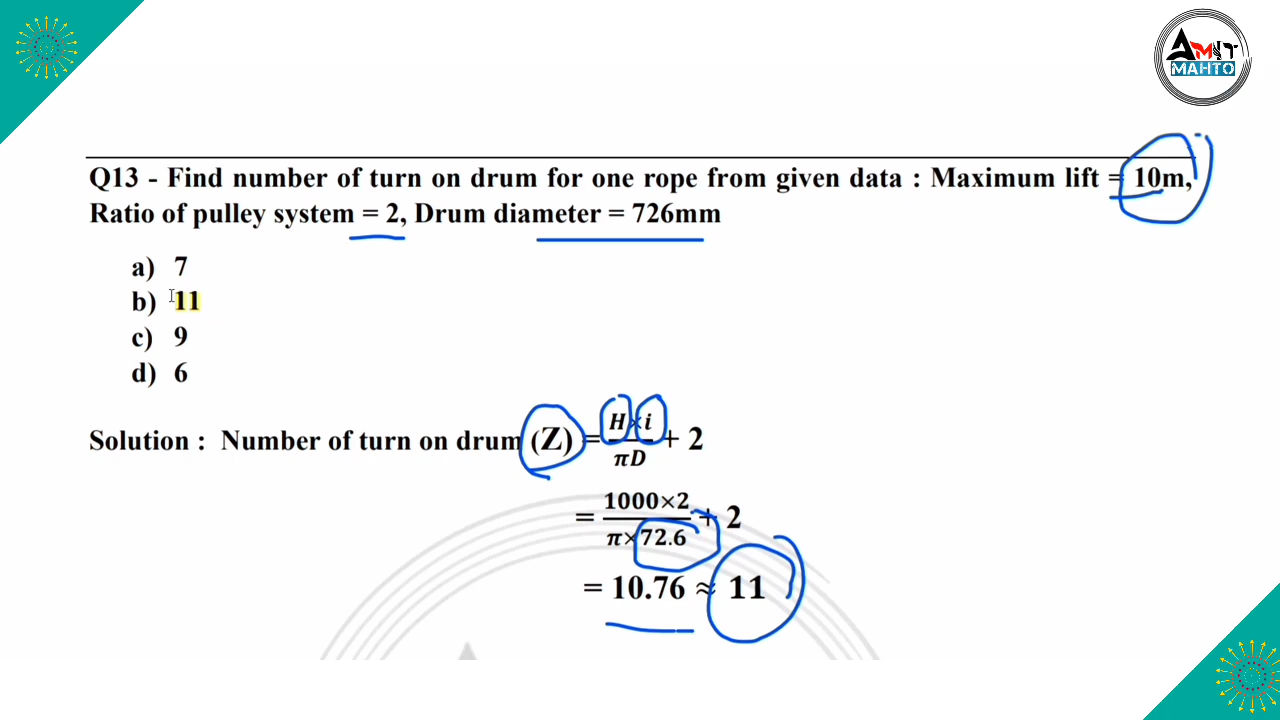 AMIT
MAHTO
Q13 - Find number of turn on drum for one rope from given data : Maximum lift = 10m,
Ratio of pulley system = 2, Drum diameter = 726mm
a) 7
b) 11
c) 9
d) 6
Solution : Number of turn on drum (Z) = H×i/πD + 2
= 1000×2/π×72.6 + 2
= 10.76 ≈ 11